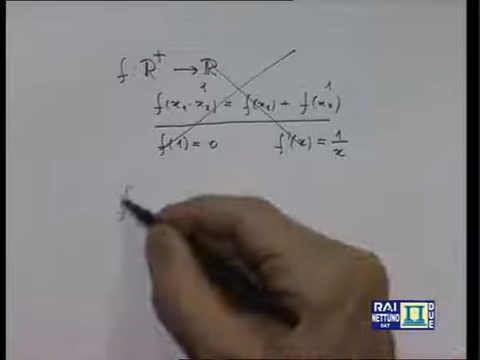 f : ℝ⁺ → ℝ
f(x₁·x₂) = f(x₁) + f(x₂)
f(1) = 0 f'(x) = 1/x
f
RAI
NETTUNO
SAT
DUE